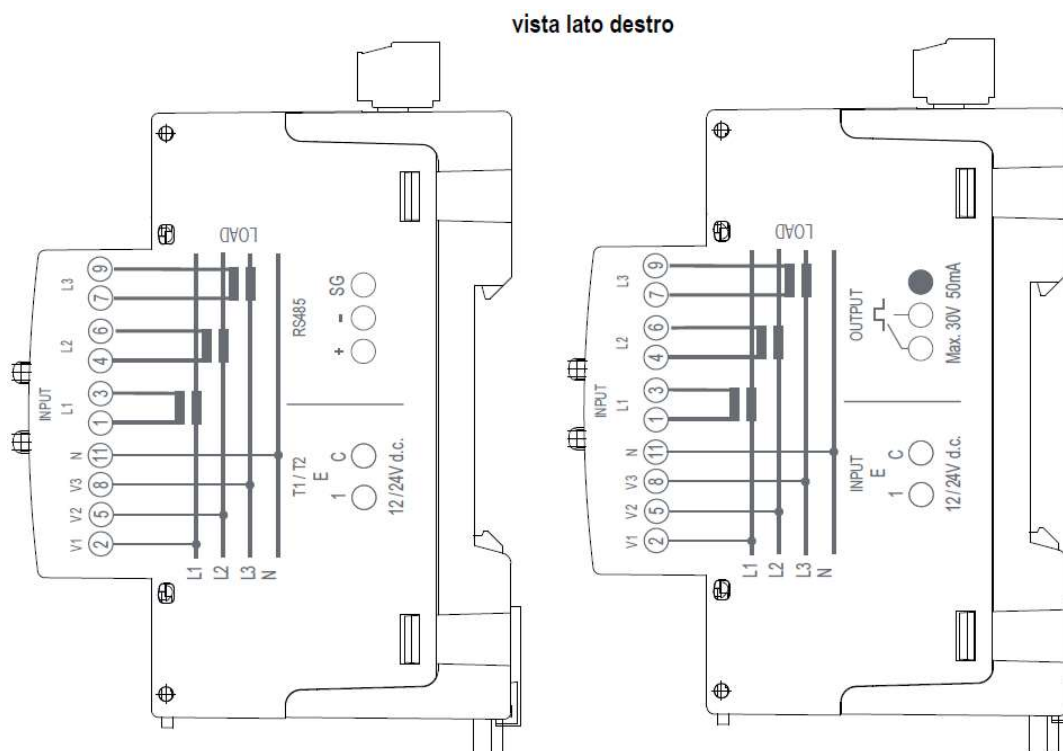 vista lato destro
INPUT
V1 V2 V3 N L1 L2 L3
2 5 8 11 1 3 4 6 7 9
L1
L2
L3
N
LOAD
T1 / T2
E
1 C
12 / 24V d.c.
RS485
+ - SG
INPUT
V1 V2 V3 N L1 L2 L3
2 5 8 11 1 3 4 6 7 9
L1
L2
L3
N
LOAD
INPUT
E
1 C
12 / 24V d.c.
OUTPUT
Max. 30V 50mA